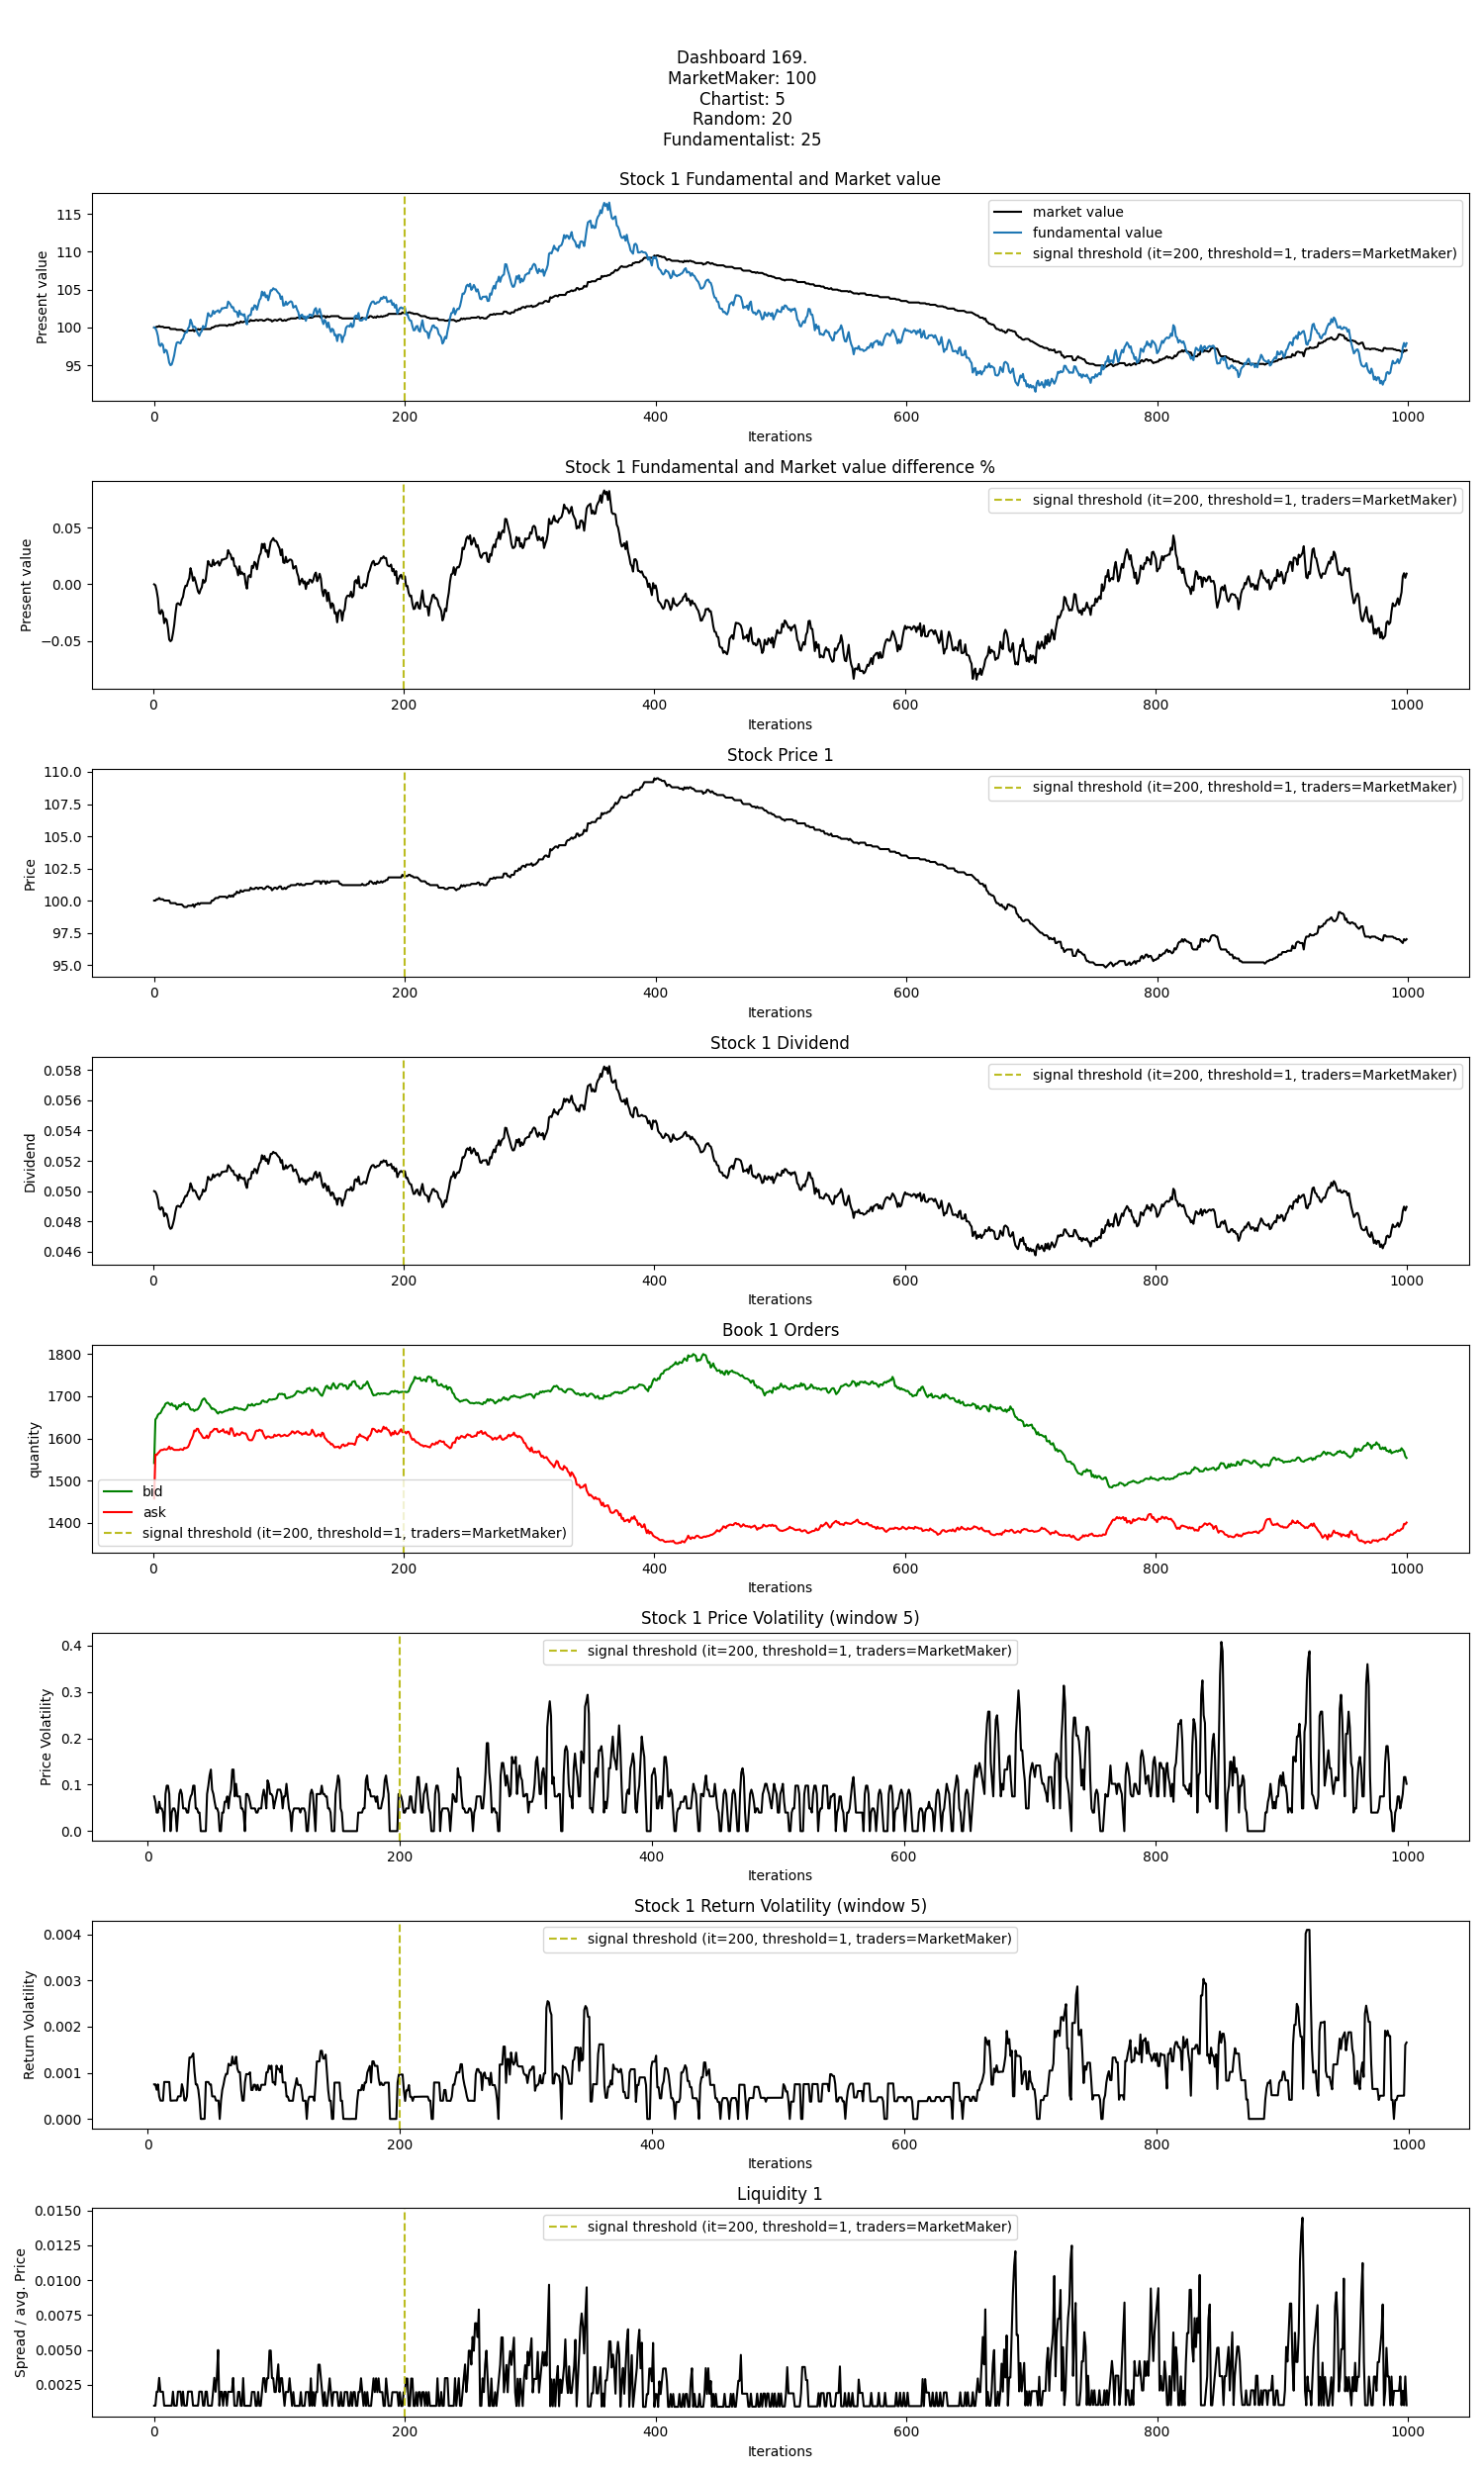 Dashboard 169.
MarketMaker: 100
Chartist: 5
Random: 20
Fundamentalist: 25
Stock 1 Fundamental and Market value
115
110
105
100
95
Present value
market value
fundamental value
signal threshold (it=200, threshold=1, traders=MarketMaker)
0 200 400 600 800 1000
Iterations
Stock 1 Fundamental and Market value difference %
0.05
0.00
−0.05
Present value
signal threshold (it=200, threshold=1, traders=MarketMaker)
0 200 400 600 800 1000
Iterations
Stock Price 1
110.0
107.5
105.0
102.5
100.0
97.5
95.0
Price
signal threshold (it=200, threshold=1, traders=MarketMaker)
0 200 400 600 800 1000
Iterations
Stock 1 Dividend
0.058
0.056
0.054
0.052
0.050
0.048
0.046
Dividend
signal threshold (it=200, threshold=1, traders=MarketMaker)
0 200 400 600 800 1000
Iterations
Book 1 Orders
1800
1700
1600
1500
1400
quantity
bid
ask
signal threshold (it=200, threshold=1, traders=MarketMaker)
0 200 400 600 800 1000
Iterations
Stock 1 Price Volatility (window 5)
0.4
0.3
0.2
0.1
0.0
Price Volatility
signal threshold (it=200, threshold=1, traders=MarketMaker)
0 200 400 600 800 1000
Iterations
Stock 1 Return Volatility (window 5)
0.004
0.003
0.002
0.001
0.000
Return Volatility
signal threshold (it=200, threshold=1, traders=MarketMaker)
0 200 400 600 800 1000
Iterations
Liquidity 1
0.0150
0.0125
0.0100
0.0075
0.0050
0.0025
Spread / avg. Price
signal threshold (it=200, threshold=1, traders=MarketMaker)
0 200 400 600 800 1000
Iterations